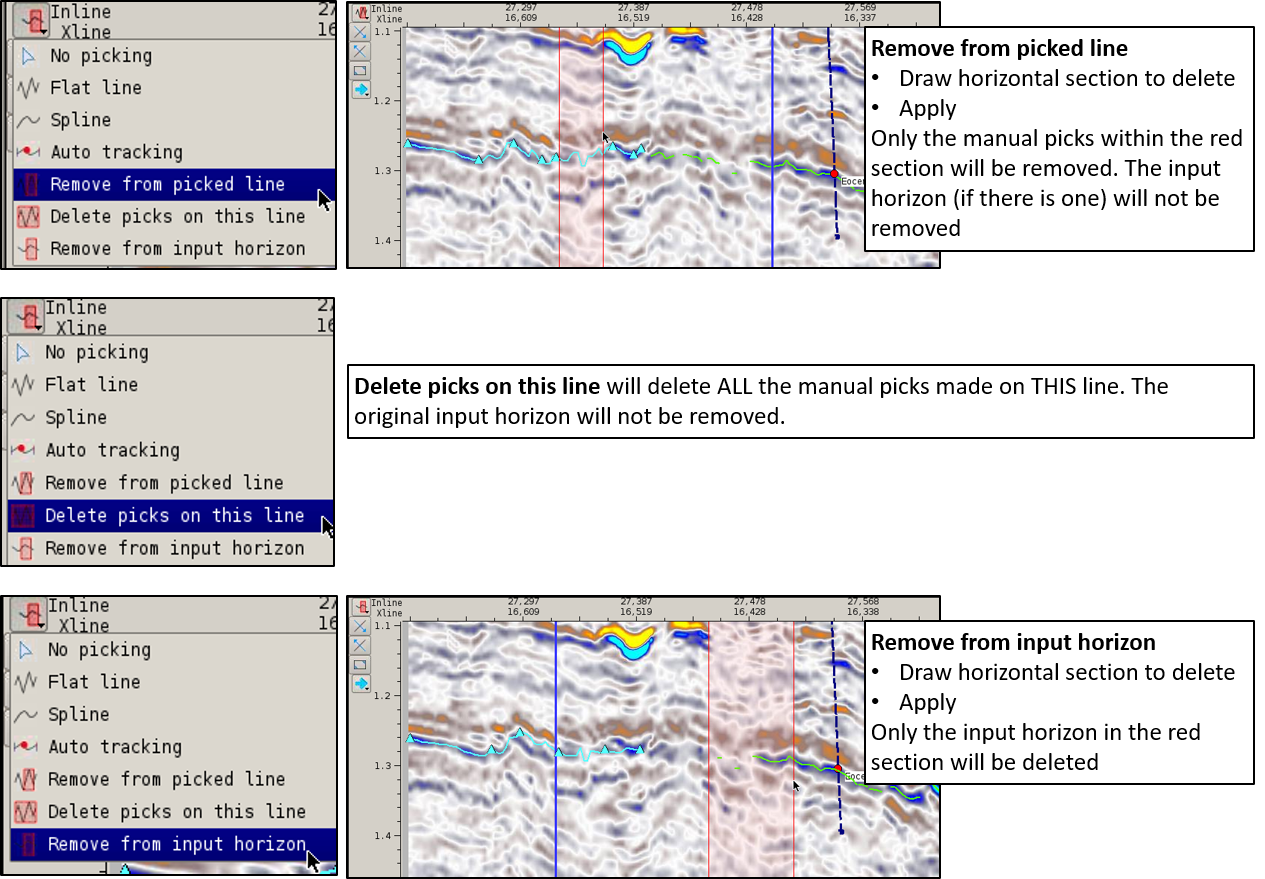 Inline 27
Xline 16
No picking
Flat line
Spline
Auto tracking
Remove from picked line
Delete picks on this line
Remove from input horizon
Inline 27,297 27,387 27,478 27,569
Xline 16,609 16,519 16,428 16,337
1.1
1.2
1.3
1.4
Eocen
Remove from picked line
• Draw horizontal section to delete
• Apply
Only the manual picks within the red
section will be removed. The input
horizon (if there is one) will not be
removed
Inline 27
Xline 16
No picking
Flat line
Spline
Auto tracking
Remove from picked line
Delete picks on this line
Remove from input horizon
Delete picks on this line will delete ALL the manual picks made on THIS line. The
original input horizon will not be removed.
Inline 27
Xline 16
No picking
Flat line
Spline
Auto tracking
Remove from picked line
Delete picks on this line
Remove from input horizon
Inline 27,297 27,387 27,478 27,568
Xline 16,609 16,519 16,428 16,338
1.1
1.2
1.3
1.4
Eoce
Remove from input horizon
• Draw horizontal section to delete
• Apply
Only the input horizon in the red
section will be deleted